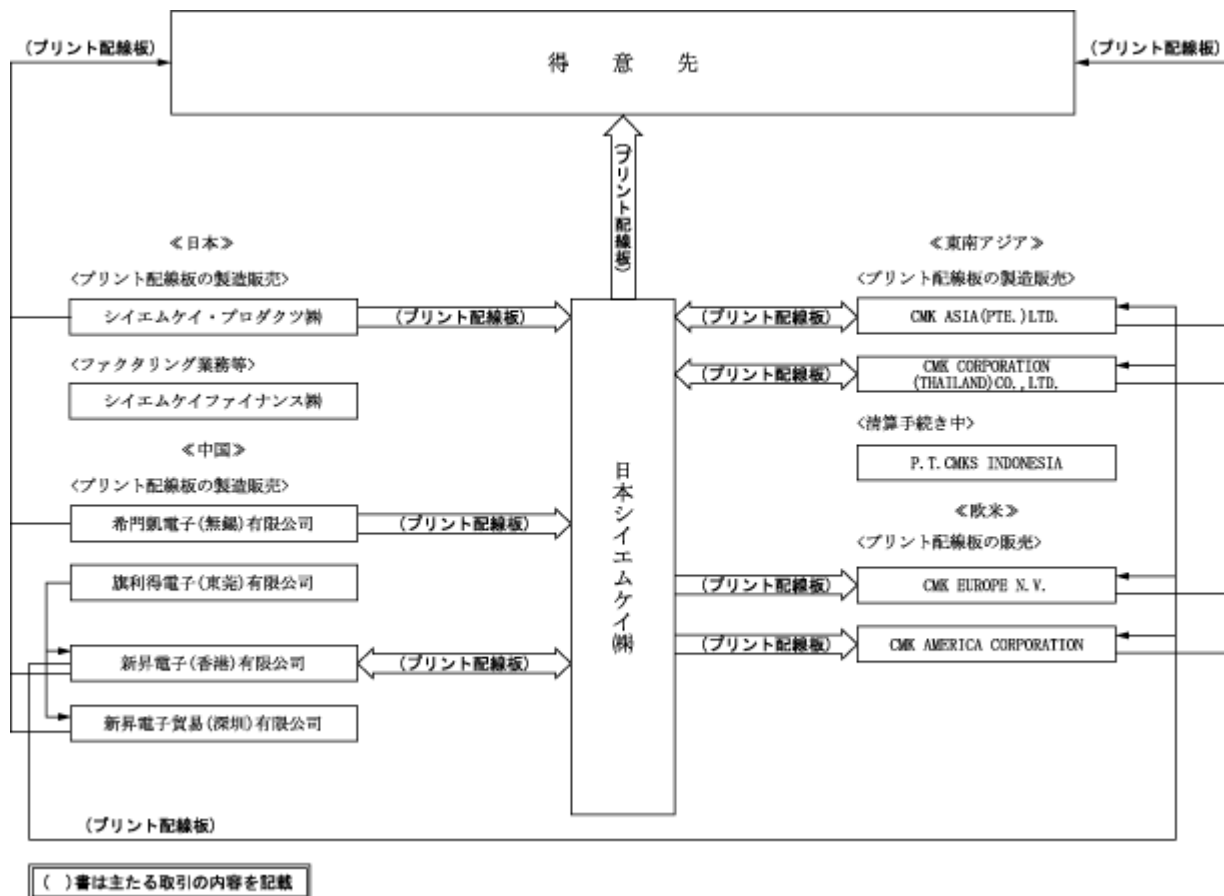 (プリント配線板)
得意先
(プリント配線板)
(プリント配線板)
≪日本≫
<プリント配線板の製造販売>
シイエムケイ・プロダクツ㈱
(プリント配線板)
<ファクタリング業務等>
シイエムケイファイナンス㈱
≪中国≫
<プリント配線板の製造販売>
希門凱電子(無錫)有限公司
(プリント配線板)
旗利得電子(東莞)有限公司
新昇電子(香港)有限公司
(プリント配線板)
新昇電子貿易(深圳)有限公司
日本シイエムケイ㈱
≪東南アジア≫
<プリント配線板の製造販売>
(プリント配線板)
CMK ASIA(PTE.)LTD.
(プリント配線板)
CMK CORPORATION
(THAILAND)CO.,LTD.
<清算手続き中>
P.T.CMKS INDONESIA
≪欧米≫
<プリント配線板の販売>
(プリント配線板)
CMK EUROPE N.V.
(プリント配線板)
CMK AMERICA CORPORATION
(プリント配線板)
( )書は主たる取引の内容を記載